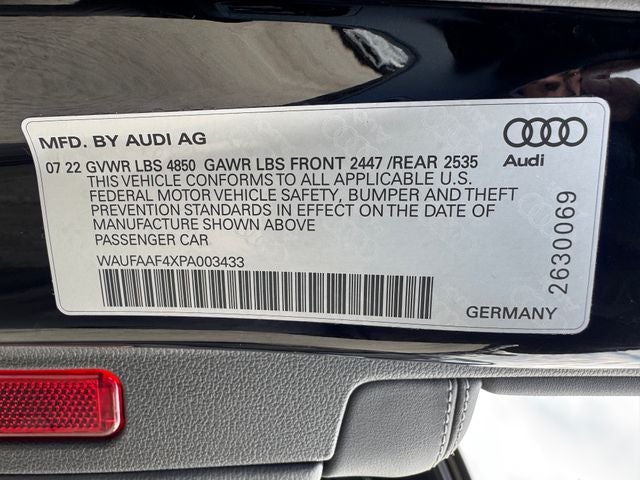 MFD. BY AUDI AG
07 22 GVWR LBS 4850 GAWR LBS FRONT 2447 /REAR 2535
THIS VEHICLE CONFORMS TO ALL APPLICABLE U.S.
FEDERAL MOTOR VEHICLE SAFETY, BUMPER AND THEFT
PREVENTION STANDARDS IN EFFECT ON THE DATE OF
MANUFACTURE SHOWN ABOVE
PASSENGER CAR
WAUFAAF4XPA003433
Audi
2630069
GERMANY